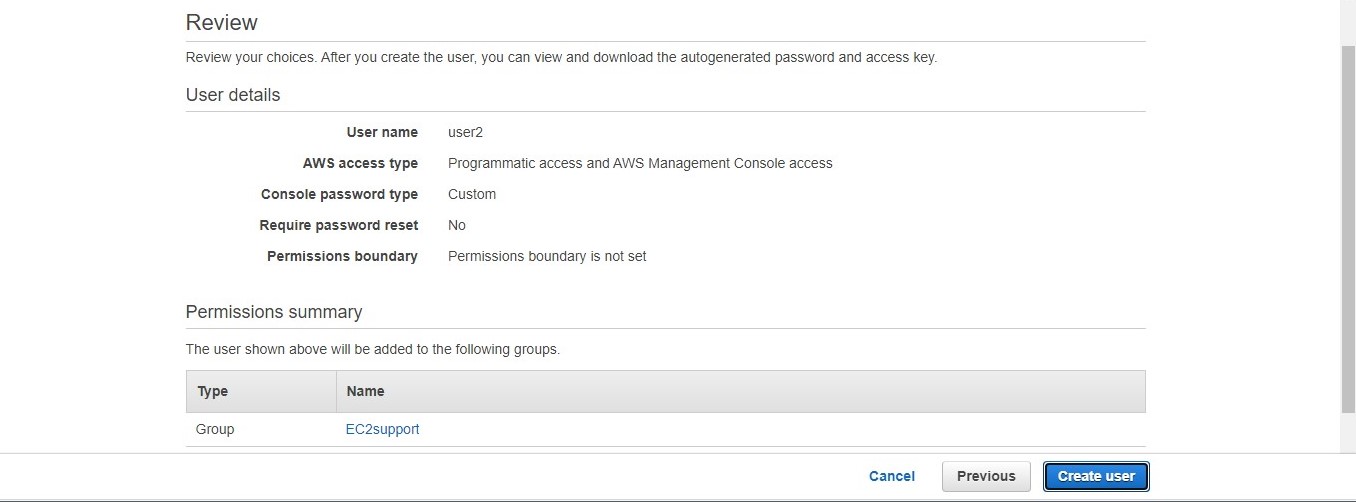 Review
Review your choices. After you create the user, you can view and download the autogenerated password and access key.
User details
User name user2
AWS access type Programmatic access and AWS Management Console access
Console password type Custom
Require password reset No
Permissions boundary Permissions boundary is not set
Permissions summary
The user shown above will be added to the following groups.
Type Name
Group EC2support
Cancel Previous Create user